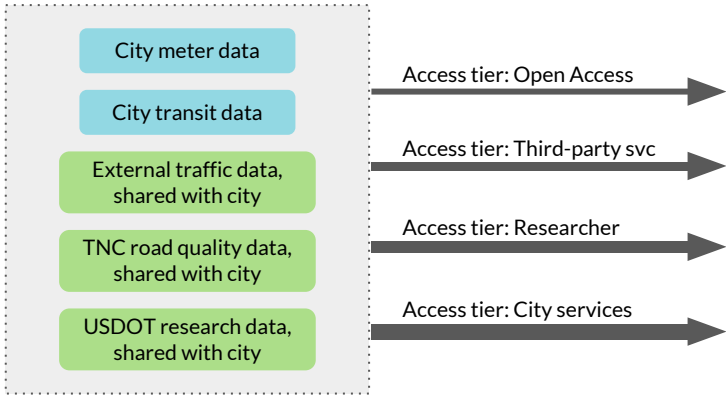 City meter data
City transit data
External traffic data,
shared with city
TNC road quality data,
shared with city
USDOT research data,
shared with city
Access tier: Open Access
Access tier: Third-party svc
Access tier: Researcher
Access tier: City services